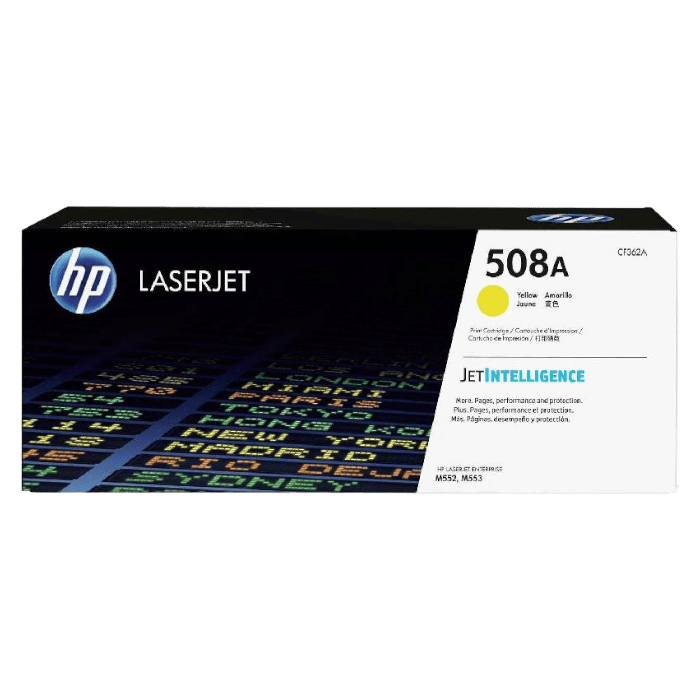 hp
hp
LASERJET
508A
CF362A
Yellow Amarillo
Jaune 黄色
Print Cartridge / Cartouche d'impression /
Cartucho de impresión / 打印硒鼓
JETINTELLIGENCE
More. Pages, performance and protection.
Plus. Pages, performance et protection.
Más. Páginas, desempeño y protección.
HP LASERJET ENTERPRISE
M552, M553
LONDON
MIAMI
PARIS
TOKYO
HONG KONG
NEW YORK
MADRID
RIO DE
SYDNEY